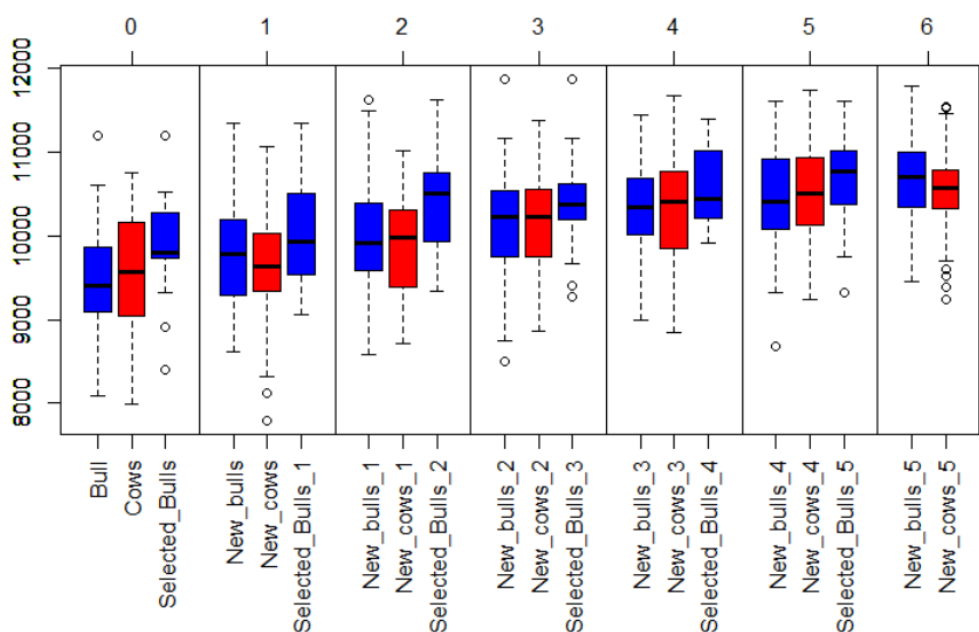 0 1 2 3 4 5 6
12000
11000
10000
9000
8000
Bull
Cows
Selected_Bulls
New_bulls
New_cows
Selected_Bulls_1
New_bulls_1
New_cows_1
Selected_Bulls_2
New_bulls_2
New_cows_2
Selected_Bulls_3
New_bulls_3
New_cows_3
Selected_Bulls_4
New_bulls_4
New_cows_4
Selected_Bulls_5
New_bulls_5
New_cows_5